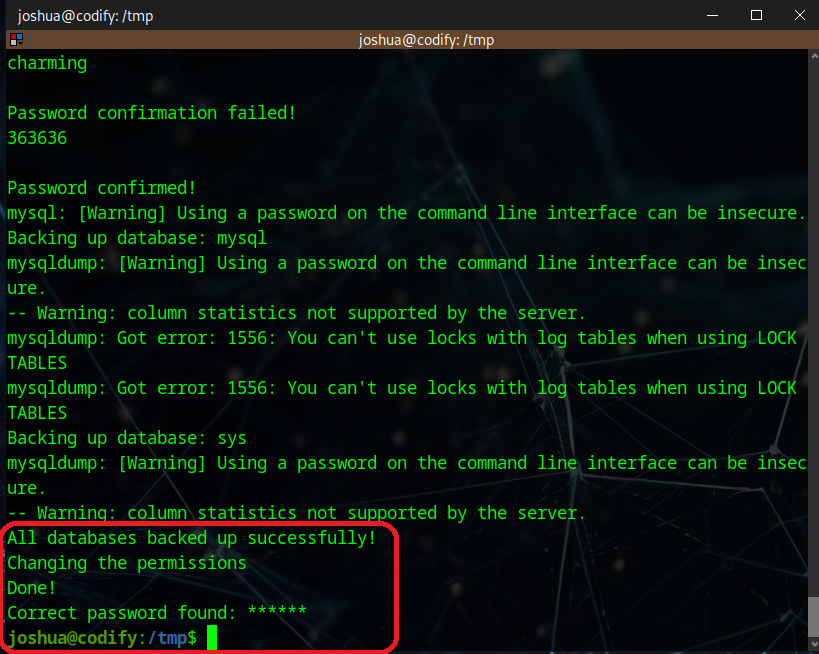 joshua@codify: /tmp
joshua@codify: /tmp
charming
Password confirmation failed!
363636
Password confirmed!
mysql: [Warning] Using a password on the command line interface can be insecure.
Backing up database: mysql
mysqldump: [Warning] Using a password on the command line interface can be insec
ure.
-- Warning: column statistics not supported by the server.
mysqldump: Got error: 1556: You can't use locks with log tables when using LOCK
TABLES
mysqldump: Got error: 1556: You can't use locks with log tables when using LOCK
TABLES
Backing up database: sys
mysqldump: [Warning] Using a password on the command line interface can be insec
ure.
-- Warning: column statistics not supported by the server.
All databases backed up successfully!
Changing the permissions
Done!
Correct password found: ******
joshua@codify:/tmp$